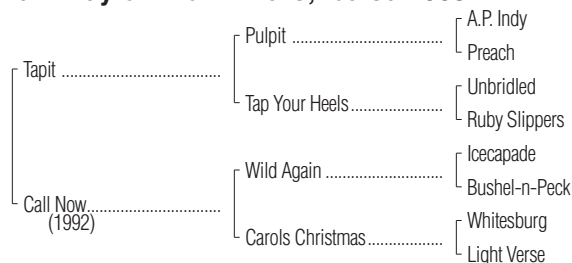 A.P. Indy
Pulpit ..........................................
Preach
Tapit ............................................
Unbridled
Tap Your Heels.........................
Ruby Slippers
Icecapade
Wild Again ................................
Bushel-n-Peck
Call Now.....................................
(1992)
Whitesburg
Carols Christmas.....................
Light Verse